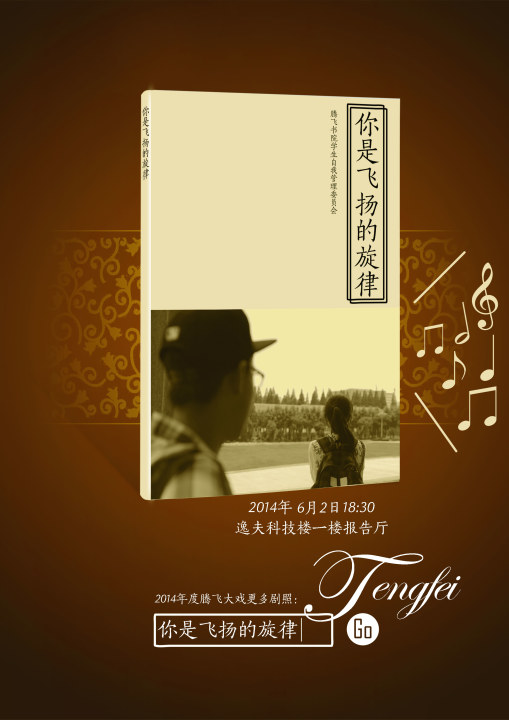 你是飞扬的旋律
腾飞书院学生自我管理委员会
你是飞扬的旋律
2014年 6月2日18:30
逸夫科技楼一楼报告厅
Tengfei
2014年度腾飞大戏更多剧照：
你是飞扬的旋律
Go